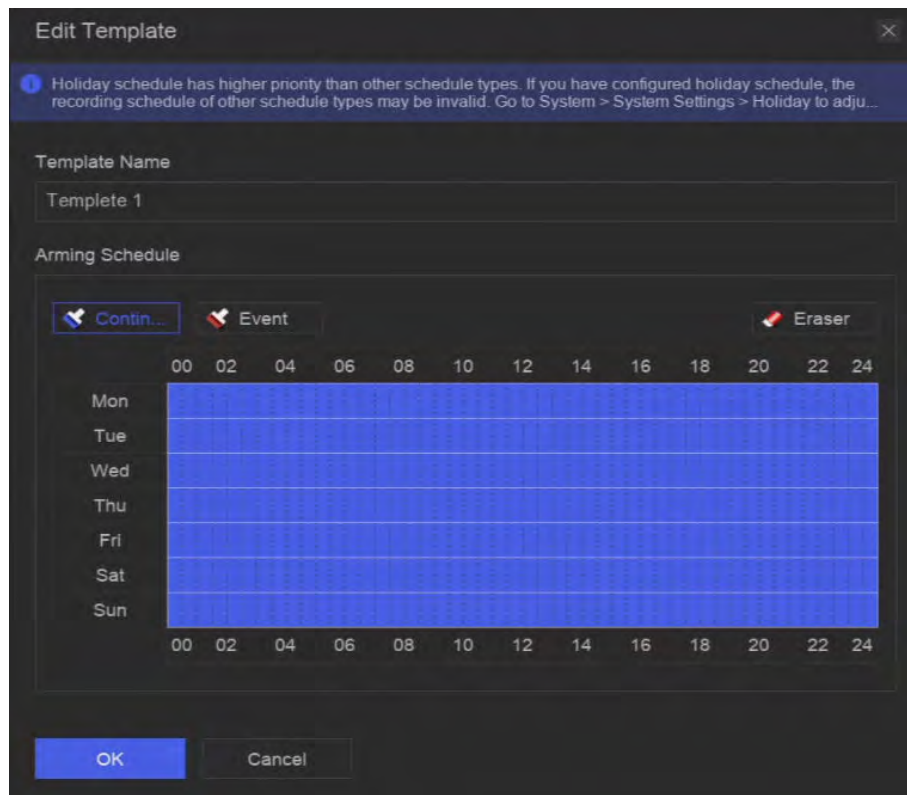 Edit Template
Holiday schedule has higher priority than other schedule types. If you have configured holiday schedule, the
recording schedule of other schedule types may be invalid. Go to System > System Settings > Holiday to adju...
Template Name
Templete 1
Arming Schedule
Contin... Event Eraser
00 02 04 06 08 10 12 14 16 18 20 22 24
Mon
Tue
Wed
Thu
Fri
Sat
Sun
00 02 04 06 08 10 12 14 16 18 20 22 24
OK Cancel